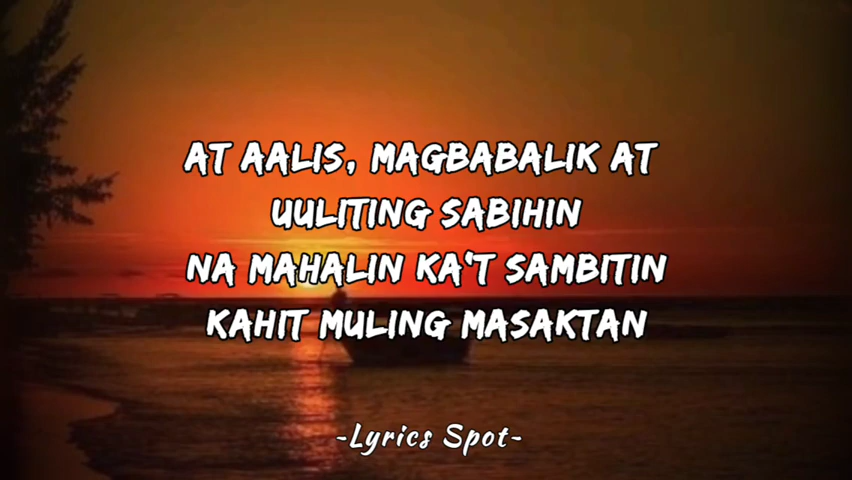 AT AALIS, MAGBABALIK AT
UULITING SABIHIN
NA MAHALIN KA'T SAMBITIN
KAHIT MULING MASAKTAN
-Lyrics Spot-